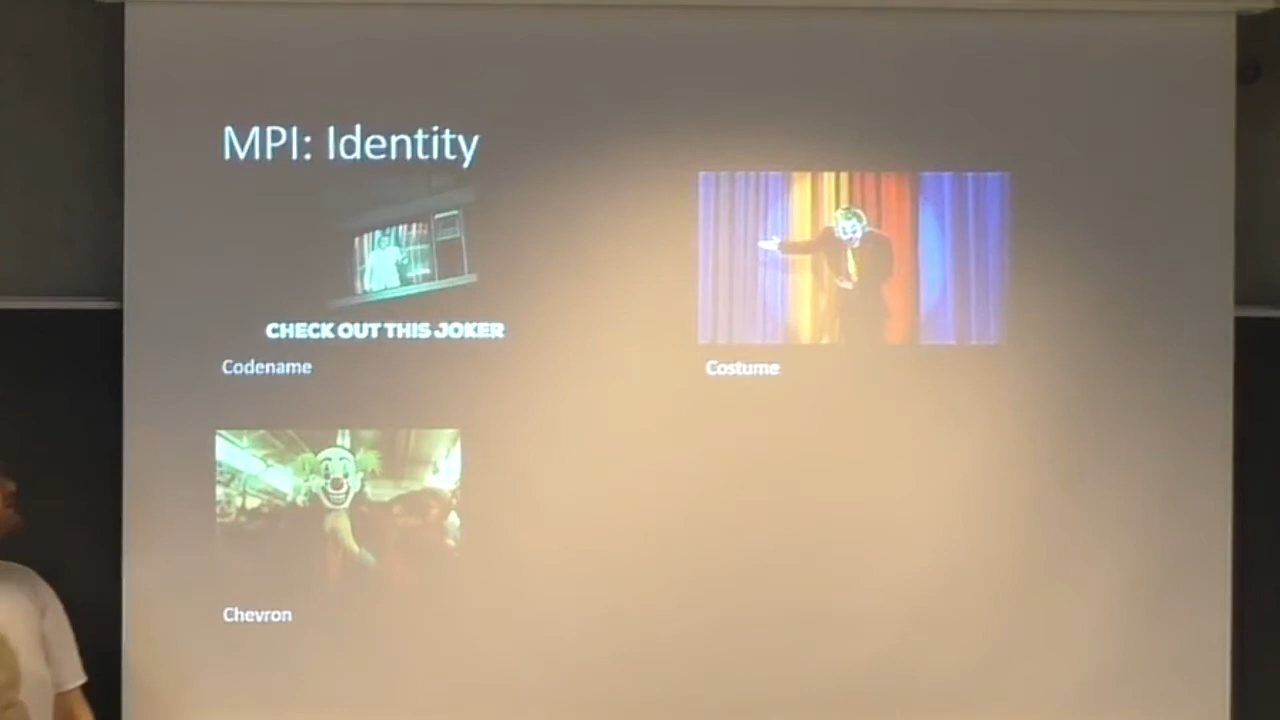 MPI: Identity
CHECK OUT THIS JOKER
Codename
Costume
Chevron